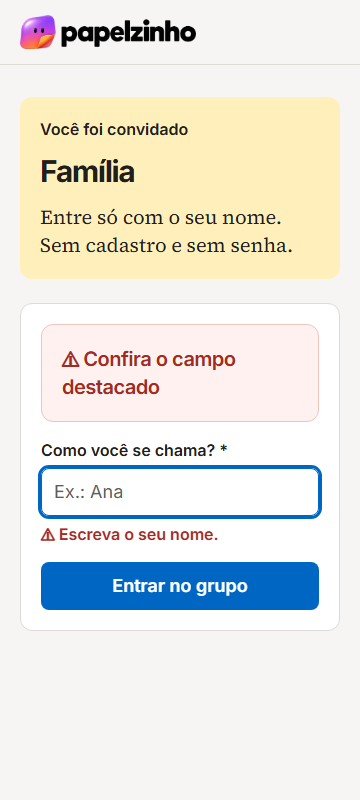 papelzinho
Você foi convidado
Família
Entre só com o seu nome.
Sem cadastro e sem senha.
⚠ Confira o campo
destacado
Como você se chama? *
Ex.: Ana
⚠ Escreva o seu nome.
Entrar no grupo